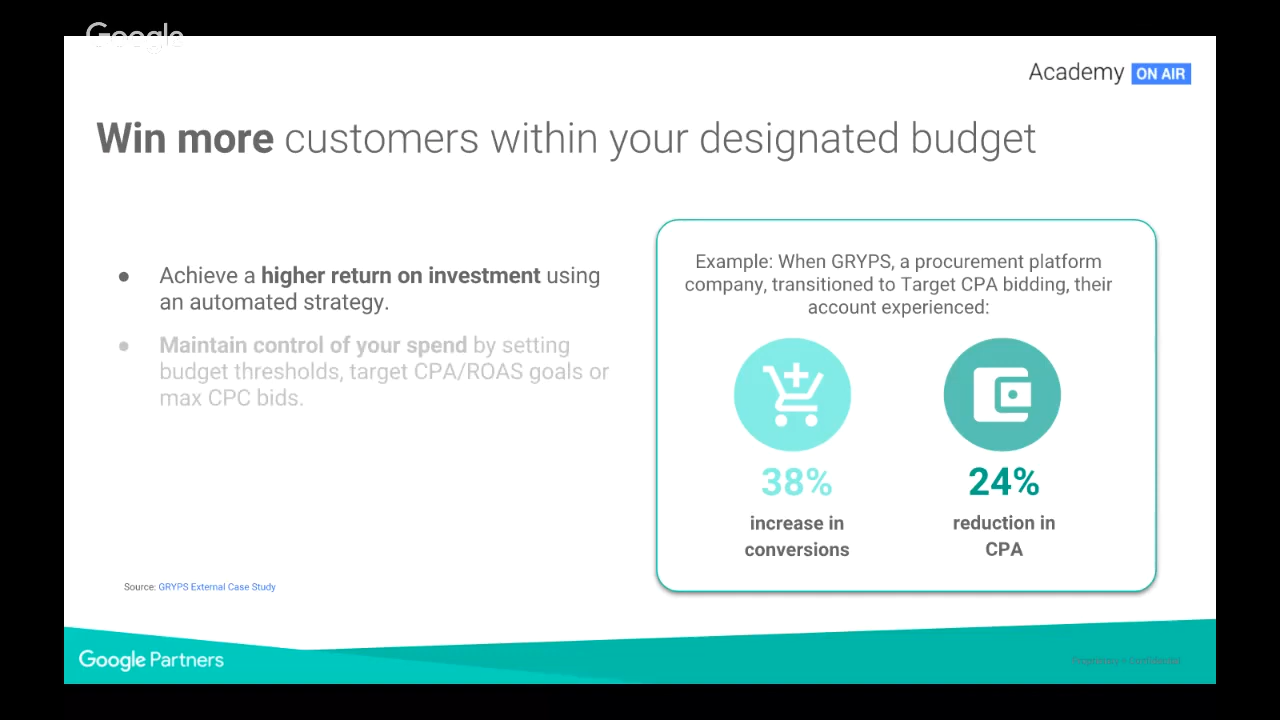 Google
Academy ON AIR
Win more customers within your designated budget
● Achieve a higher return on investment using
an automated strategy.
● Maintain control of your spend by setting
budget thresholds, target CPA/ROAS goals or
max CPC bids.
Example: When GRYPS, a procurement platform
company, transitioned to Target CPA bidding, their
account experienced:
38%
increase in
conversions
24%
reduction in
CPA
Source: GRYPS External Case Study
Google Partners
Proprietary + Confidential